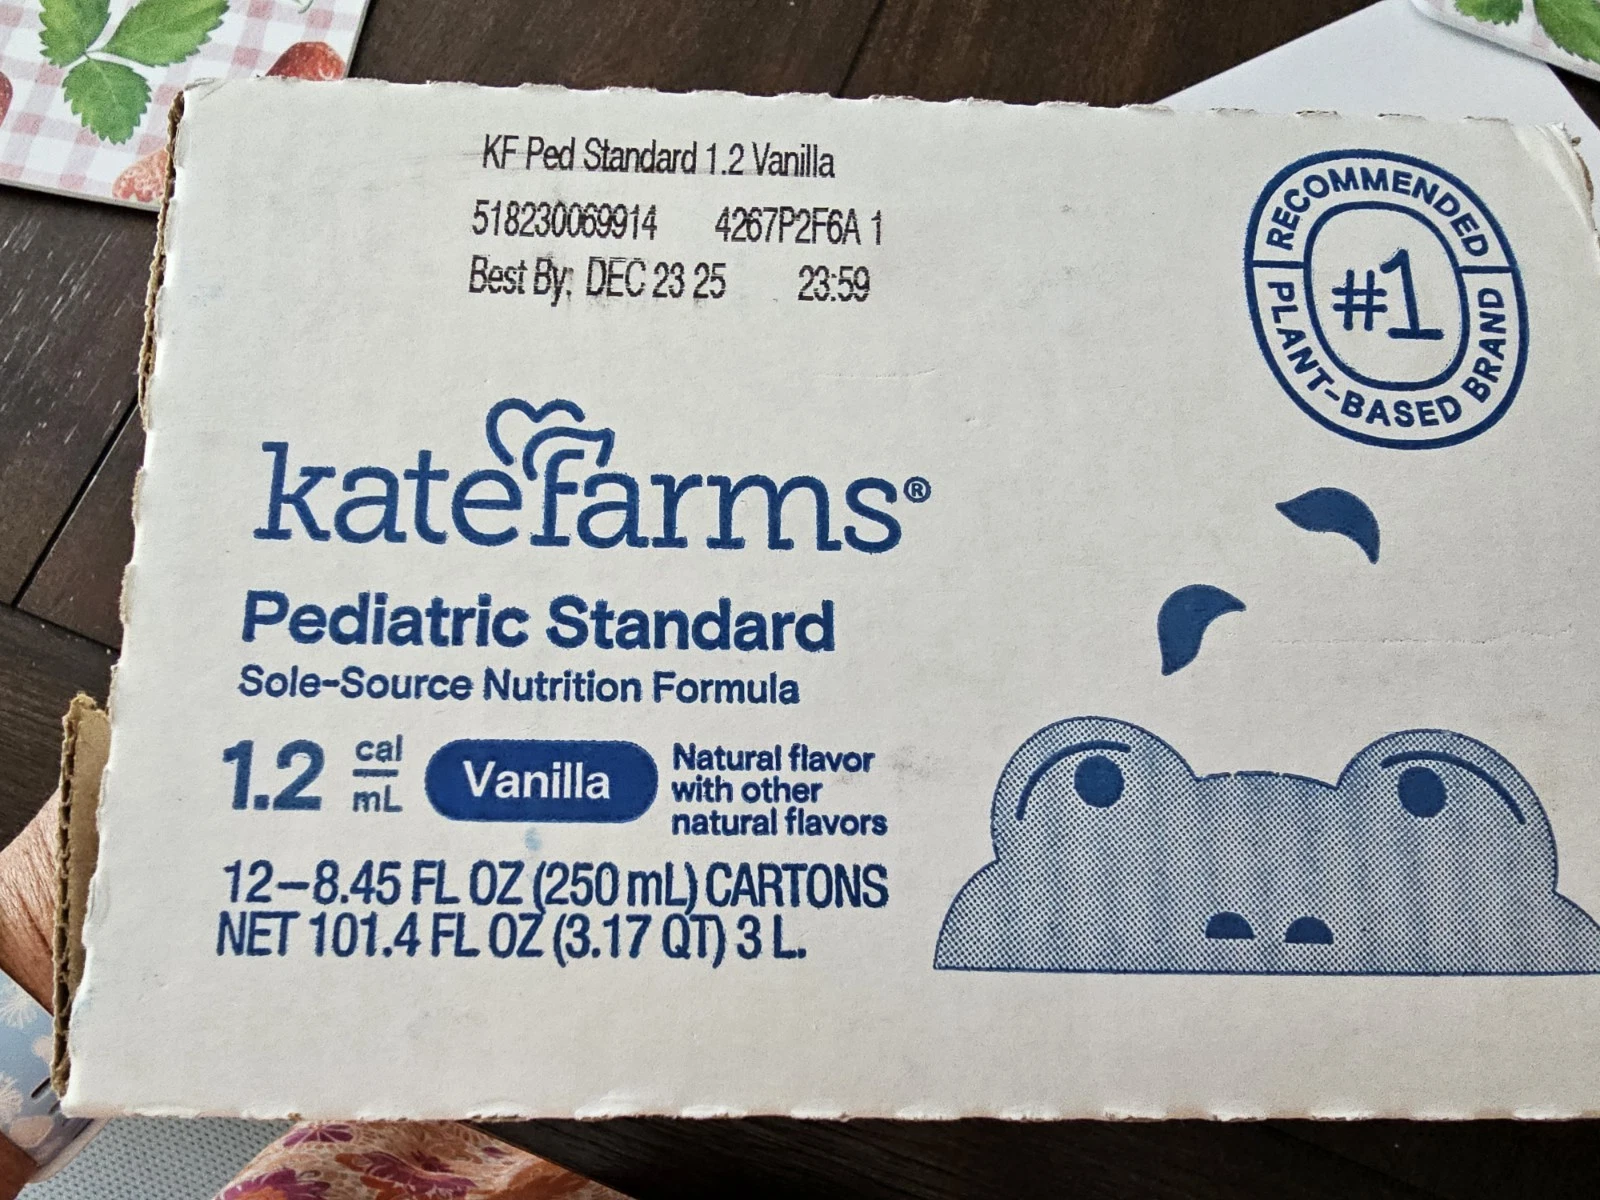 KF Ped Standard 1.2 Vanilla
518230069914 4267P2F6A 1
Best By: DEC 23 25 23:59
RECOMMENDED
#1
PLANT-BASED BRAND
katefarms®
Pediatric Standard
Sole-Source Nutrition Formula
1.2 cal
mL
Vanilla
Natural flavor
with other
natural flavors
12–8.45 FL OZ (250 mL) CARTONS
NET 101.4 FL OZ (3.17 QT) 3 L.